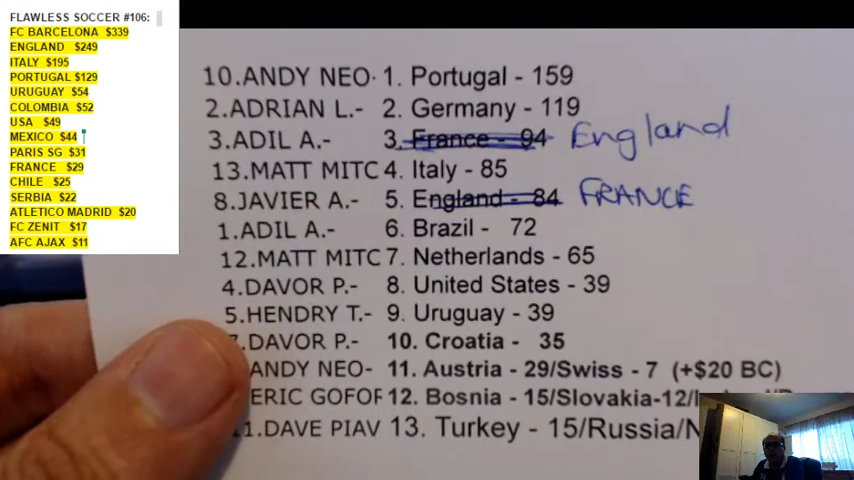 FLAWLESS SOCCER #106:
FC BARCELONA $339
ENGLAND $249
ITALY $195
PORTUGAL $129
URUGUAY $54
COLOMBIA $52
USA $49
MEXICO $44
PARIS SG $31
FRANCE $29
CHILE $25
SERBIA $22
ATLETICO MADRID $20
FC ZENIT $17
AFC AJAX $11
10.ANDY NEO- 1. Portugal - 159
2.ADRIAN L.- 2. Germany - 119
3.ADIL A.- 3. France - 94 England
13.MATT MITC 4. Italy - 85
8.JAVIER A.- 5. England - 84 FRANCE
1.ADIL A.- 6. Brazil - 72
12.MATT MITC 7. Netherlands - 65
4.DAVOR P.- 8. United States - 39
5.HENDRY T.- 9. Uruguay - 39
7.DAVOR P.- 10. Croatia - 35
ANDY NEO- 11. Austria - 29/Swiss - 7 (+$20 BC)
ERIC GOFOR 12. Bosnia - 15/Slovakia-12/
11.DAVE PIAV 13. Turkey - 15/Russia/